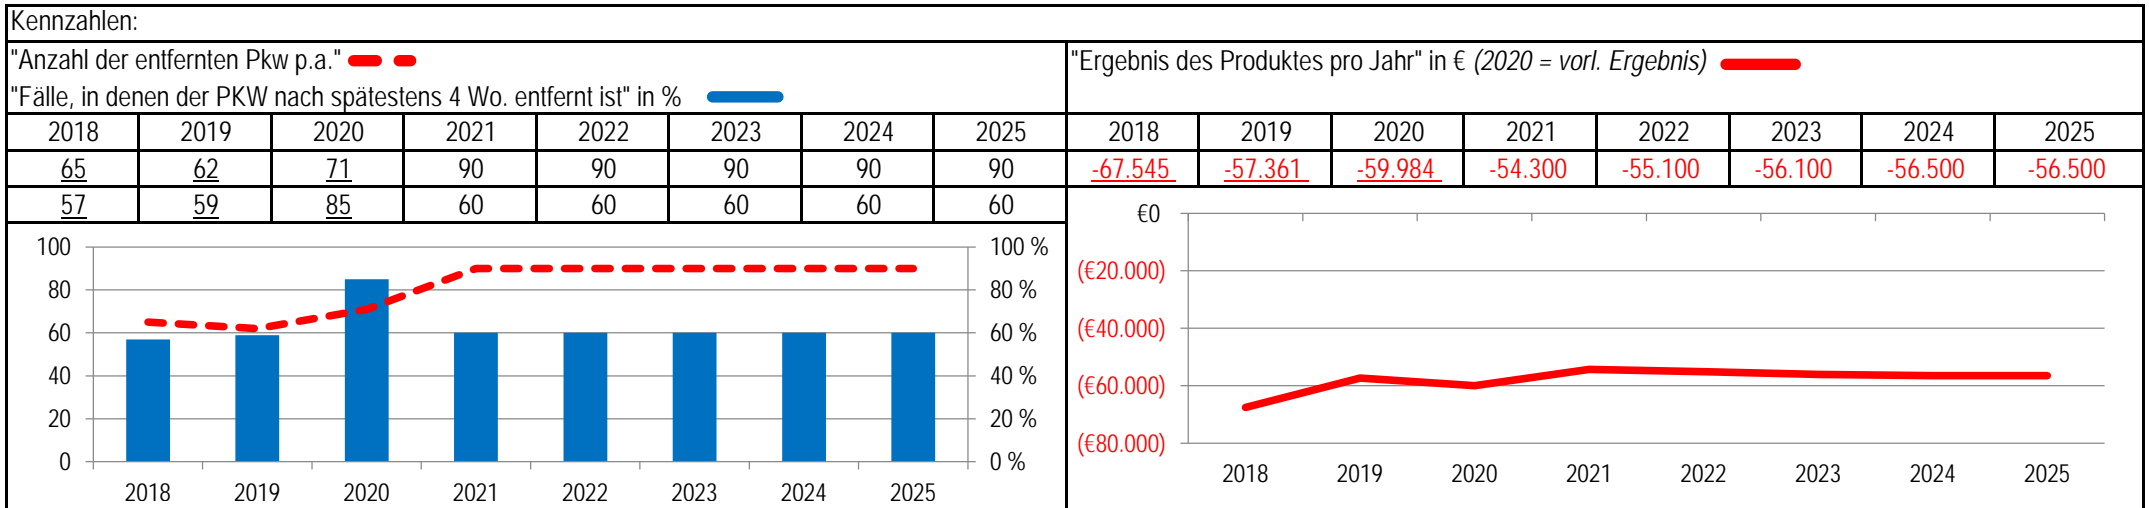 Kennzahlen:
"Anzahl der entfernten Pkw p.a."
"Fälle, in denen der PKW nach spätestens 4 Wo. entfernt ist" in %
2018 2019 2020 2021 2022 2023 2024 2025
65 62 71 90 90 90 90 90
57 59 85 60 60 60 60 60
100 100 %
80 80 %
60 60 %
40 40 %
20 20 %
0 0 %
2018 2019 2020 2021 2022 2023 2024 2025
"Ergebnis des Produktes pro Jahr" in € (2020 = vorl. Ergebnis)
2018 2019 2020 2021 2022 2023 2024 2025
-67.545 -57.361 -59.984 -54.300 -55.100 -56.100 -56.500 -56.500
€0
(€20.000)
(€40.000)
(€60.000)
(€80.000)
2018 2019 2020 2021 2022 2023 2024 2025